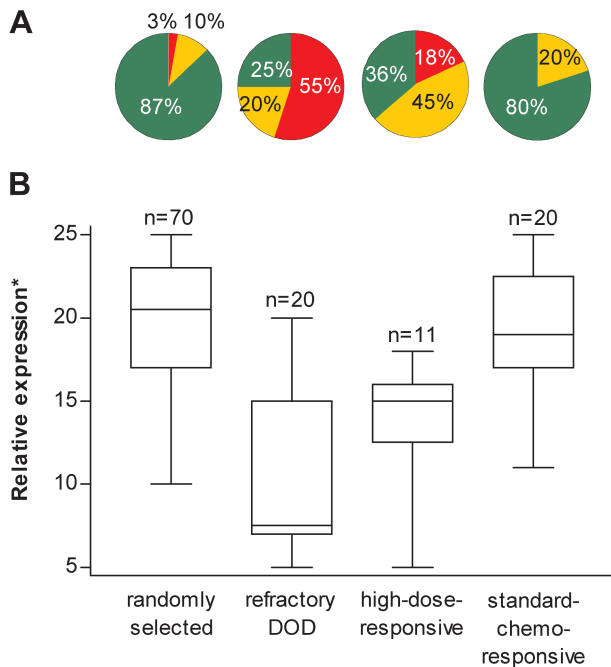 A
3% 10%
87%
25%
55%
20%
18%
36%
45%
20%
80%
B
n=70
n=20
n=11
n=20
Relative expression*
25
20
15
10
5
randomly
selected
refractory
DOD
high-dose-
responsive
standard-
chemo-
responsive